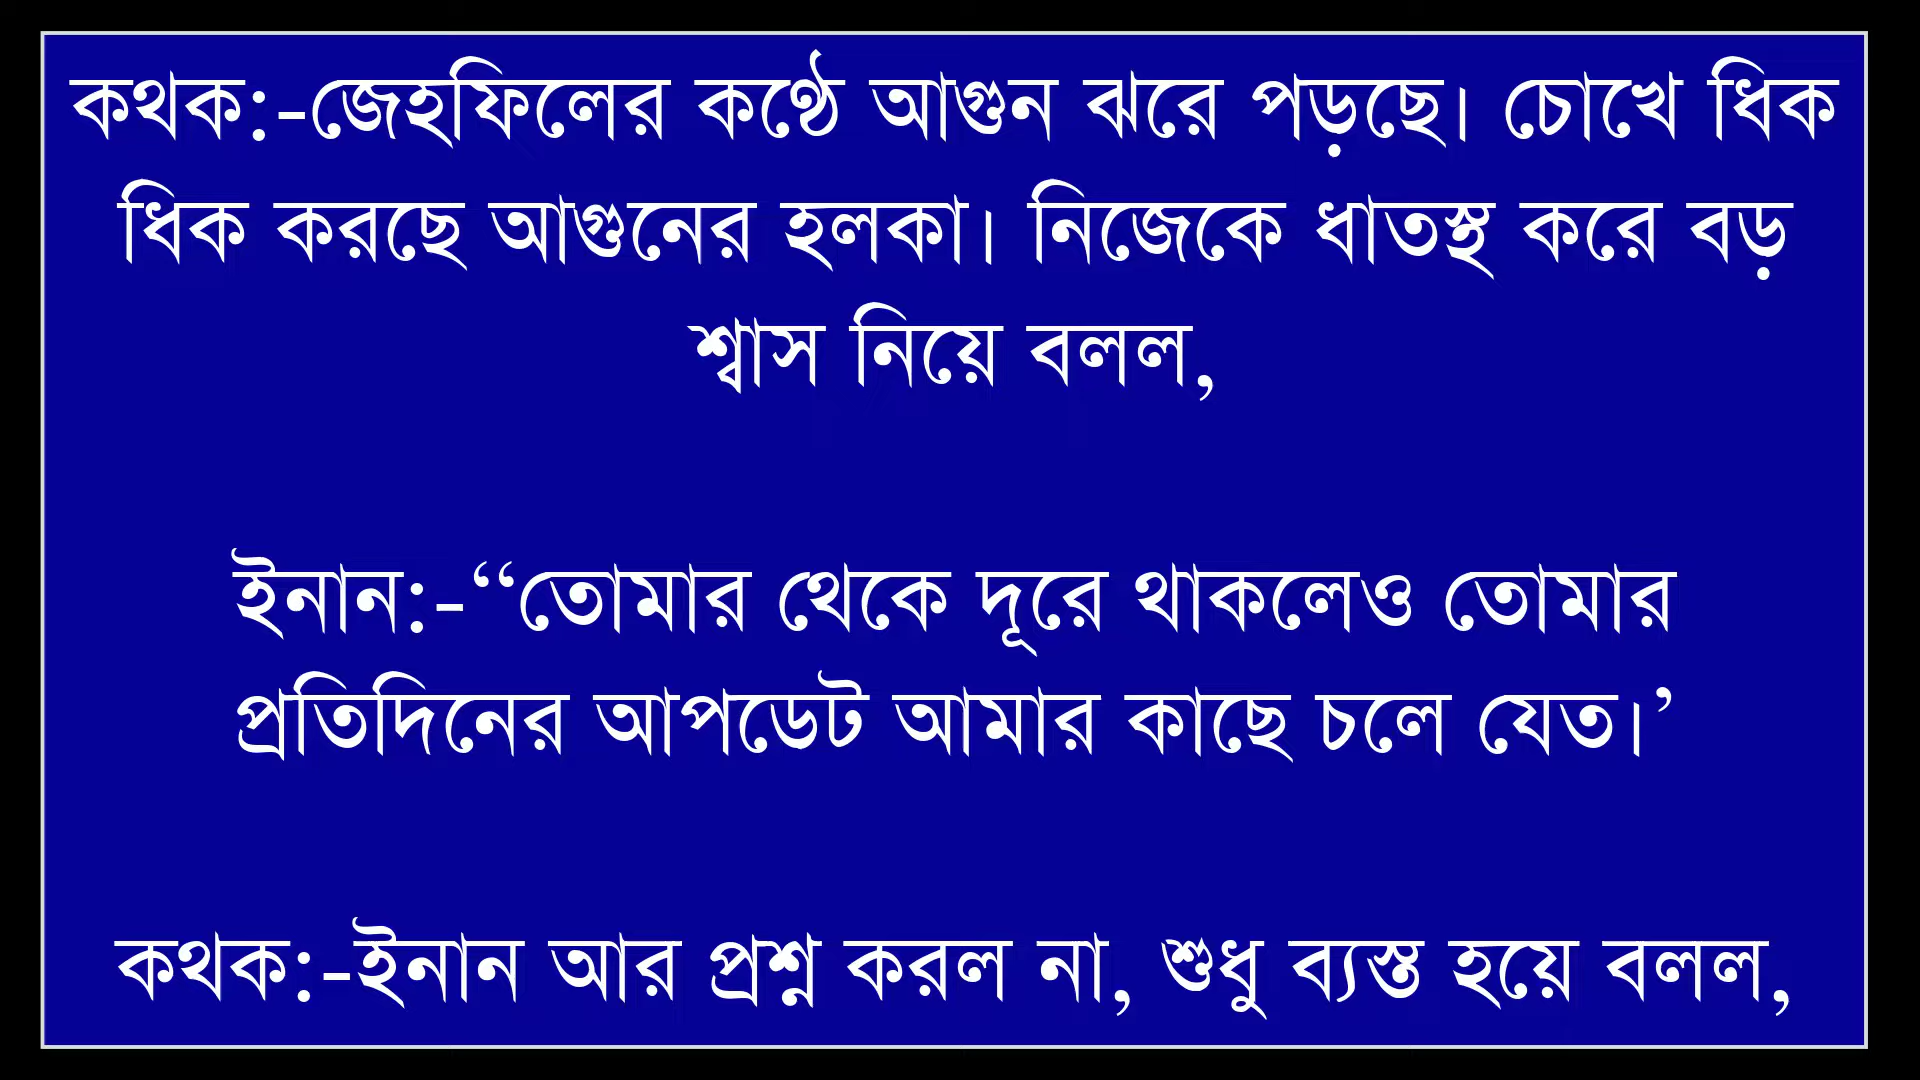 কথক:-জেহফিলের কণ্ঠে আগুন ঝরে পড়ছে। চোখে ধিক
ধিক করছে আগুনের হলকা। নিজেকে ধাতস্থ করে বড়
শ্বাস নিয়ে বলল,
ইনান:-“তোমার থেকে দূরে থাকলেও তোমার
প্রতিদিনের আপডেট আমার কাছে চলে যেত।’
কথক:-ইনান আর প্রশ্ন করল না, শুধু ব্যস্ত হয়ে বলল,